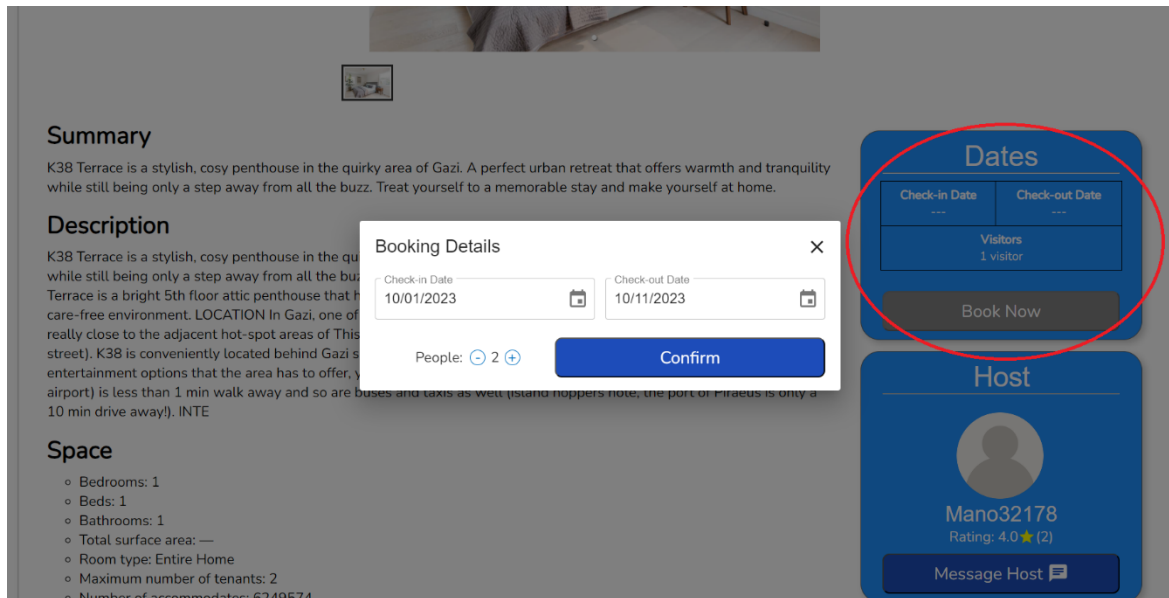 Summary
K38 Terrace is a stylish, cosy penthouse in the quirky area of Gazi. A perfect urban retreat that offers warmth and tranquility
while still being only a step away from all the buzz. Treat yourself to a memorable stay and make yourself at home.
Description
K38 Terrace is a stylish, cosy penthouse in the qu
while still being only a step away from all the buz
Terrace is a bright 5th floor attic penthouse that h
care-free environment. LOCATION In Gazi, one of
really close to the adjacent hot-spot areas of This
street). K38 is conveniently located behind Gazi s
entertainment options that the area has to offer, y
airport) is less than 1 min walk away and so are buses and taxis as well (island hoppers note, the port of Piraeus is only a
10 min drive away!). INTE
Space
Bedrooms: 1
Beds: 1
Bathrooms: 1
Total surface area: —
Room type: Entire Home
Maximum number of tenants: 2
Number of accommodates: 6249574
Booking Details
Check-in Date
10/01/2023
Check-out Date
10/11/2023
People: - 2 +
Confirm
Dates
Check-in Date
---
Check-out Date
---
Visitors
1 visitor
Book Now
Host
Mano32178
Rating: 4.0★(2)
Message Host